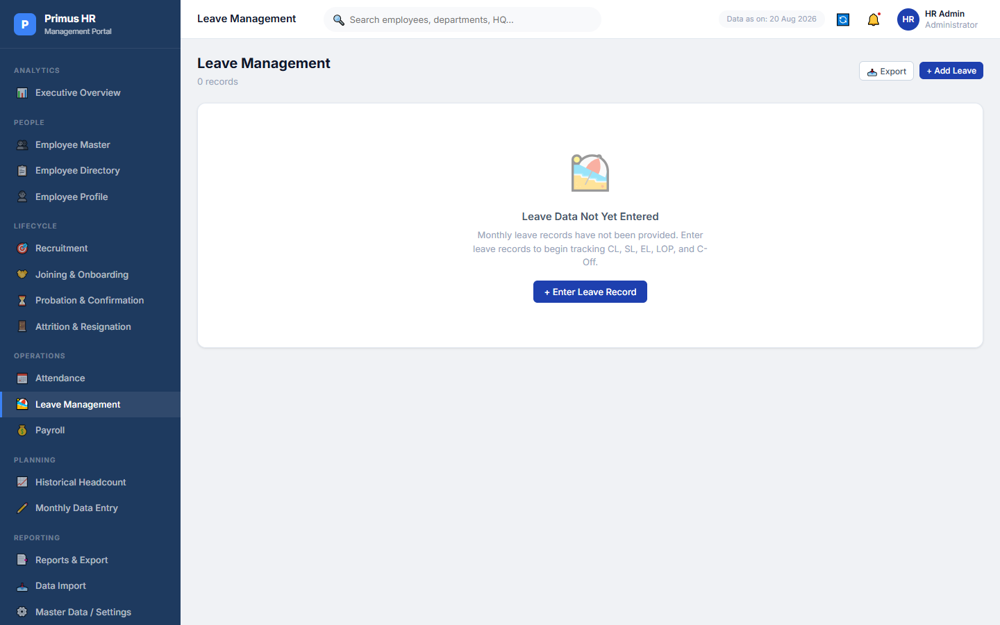 P
Primus HR
Management Portal
ANALYTICS
Executive Overview
PEOPLE
Employee Master
Employee Directory
Employee Profile
LIFECYCLE
Recruitment
Joining & Onboarding
Probation & Confirmation
Attrition & Resignation
OPERATIONS
Attendance
Leave Management
Payroll
PLANNING
Historical Headcount
Monthly Data Entry
REPORTING
Reports & Export
Data Import
Master Data / Settings
Leave Management
Search employees, departments, HQ...
Data as on: 20 Aug 2026
HR
HR Admin
Administrator
Leave Management
0 records
Export
+ Add Leave
Leave Data Not Yet Entered
Monthly leave records have not been provided. Enter
leave records to begin tracking CL, SL, EL, LOP, and C-
Off.
+ Enter Leave Record